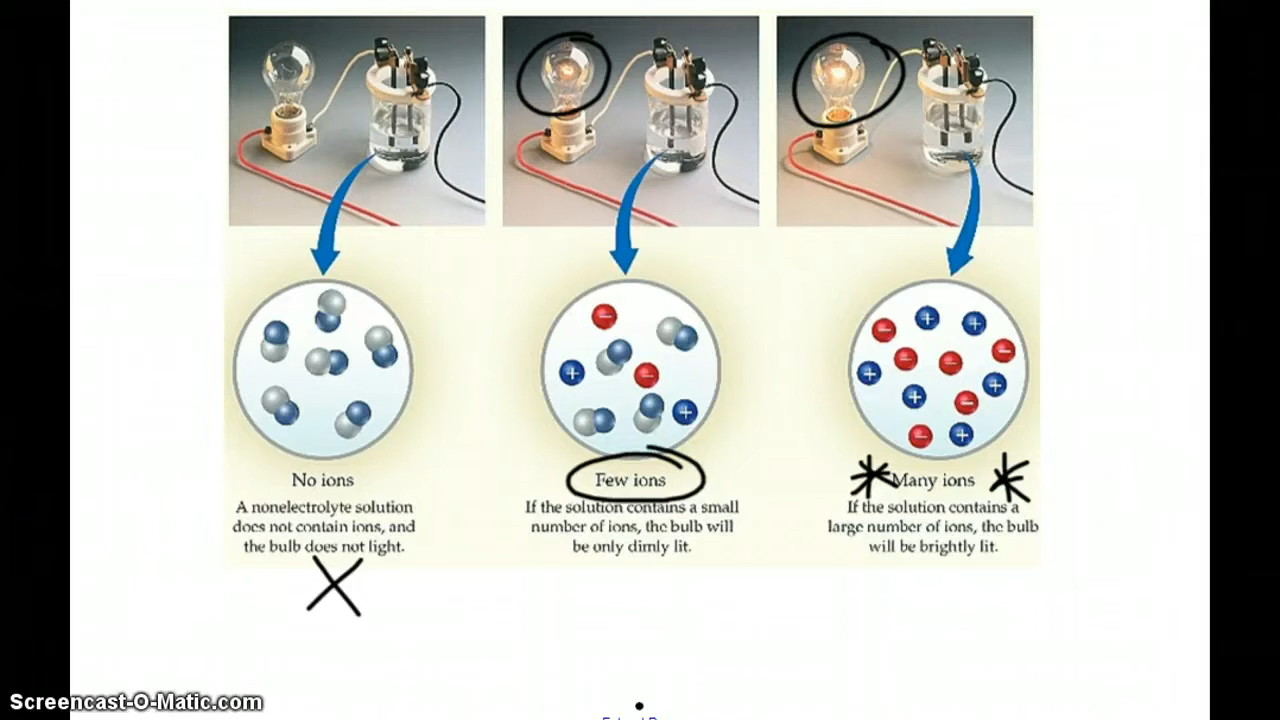 No ions
A nonelectrolyte solution
does not contain ions, and
the bulb does not light.
Few ions
If the solution contains a small
number of ions, the bulb will
be only dimly lit.
Many ions
If the solution contains a
large number of ions, the bulb
will be brightly lit.
Screencast-O-Matic.com